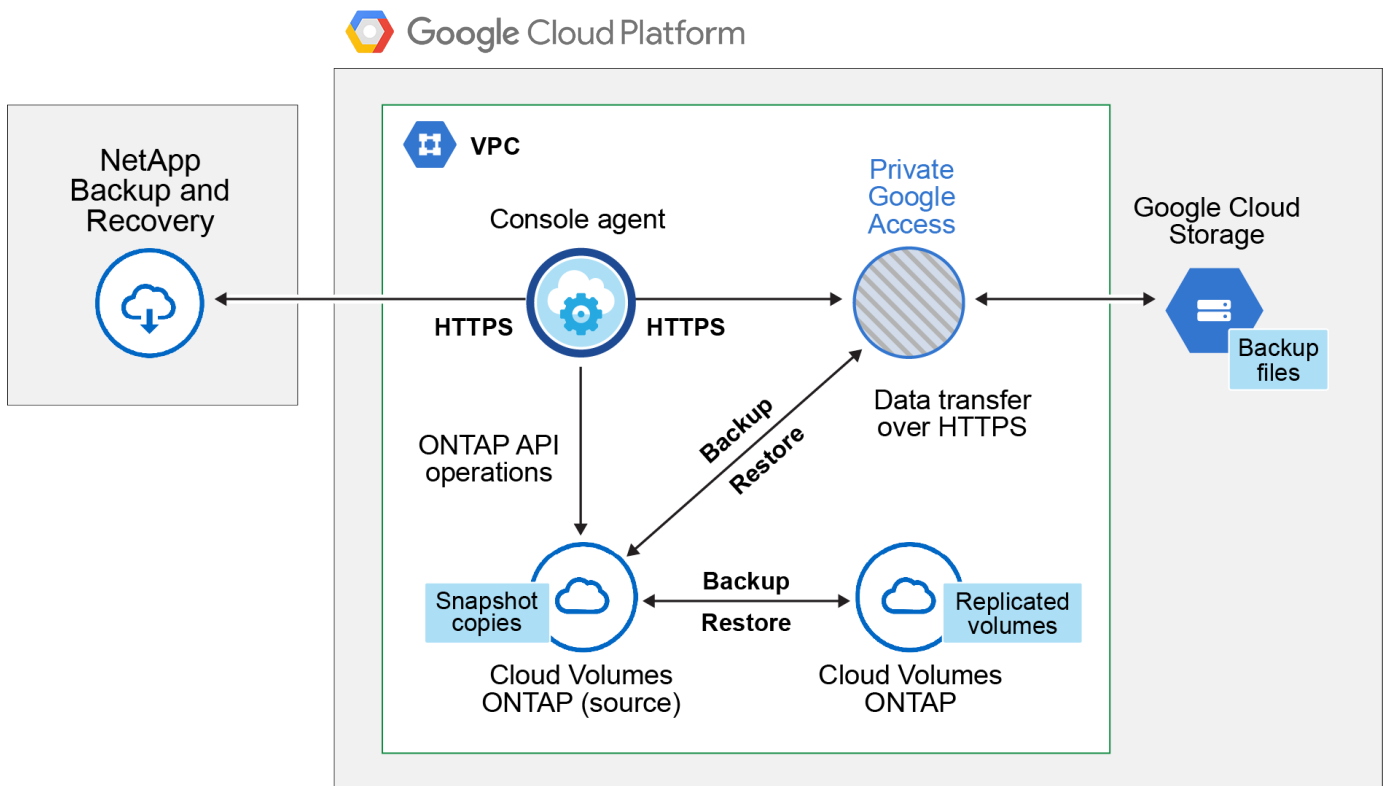 Google Cloud Platform
NetApp
Backup and
Recovery
VPC
Console agent
Private
Google
Access
Google Cloud
Storage
HTTPS
HTTPS
Backup
files
ONTAP API
operations
Backup
Restore
Data transfer
over HTTPS
Snapshot
copies
Backup
Restore
Replicated
volumes
Cloud Volumes
ONTAP (source)
Cloud Volumes
ONTAP